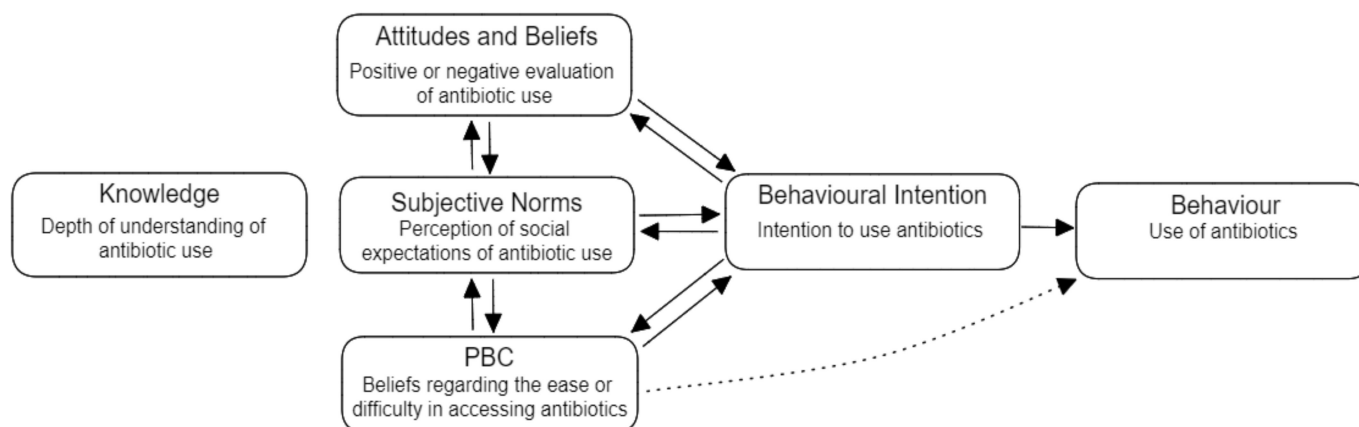 Attitudes and Beliefs
Positive or negative evaluation
of antibiotic use
Knowledge
Depth of understanding of
antibiotic use
Subjective Norms
Perception of social
expectations of antibiotic use
Behavioural Intention
Intention to use antibiotics
Behaviour
Use of antibiotics
PBC
Beliefs regarding the ease or
difficulty in accessing antibiotics